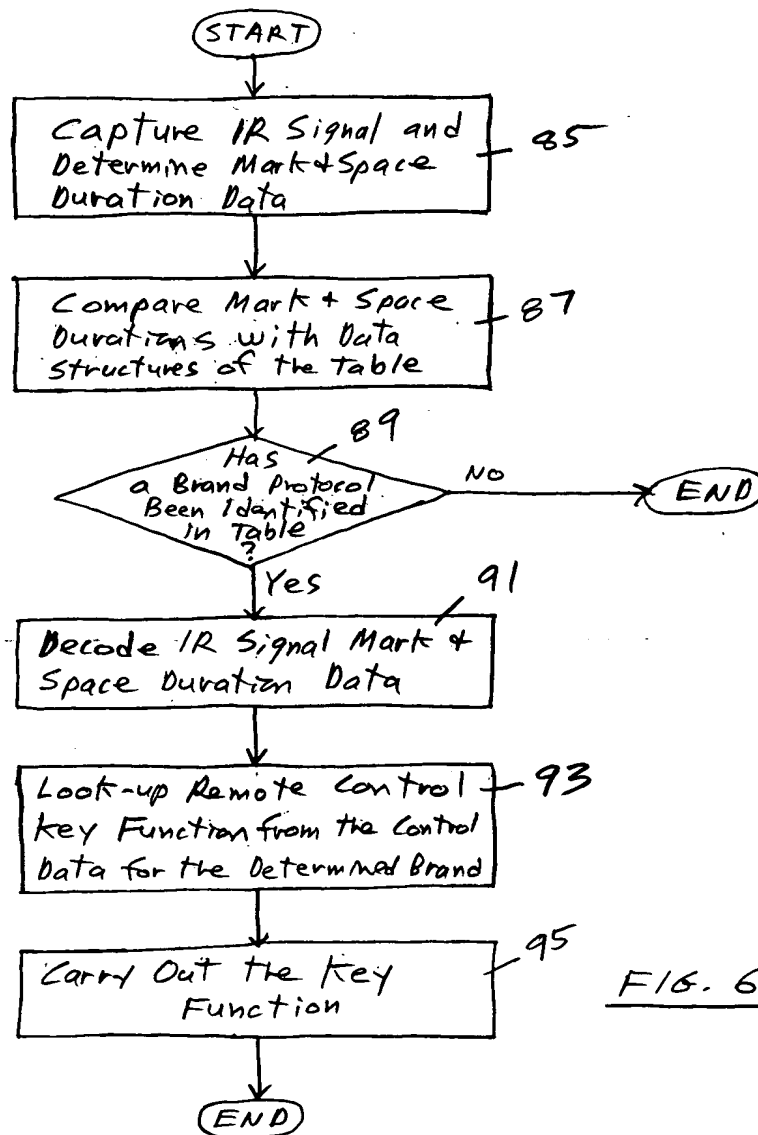 START
Capture IR Signal and
Determine Mark & Space
Duration Data
85
Compare Mark & Space
Durations with Data
Structures of the Table
87
89
Has
a Brand Protocol
Been Identified
in Table
?
NO
END
Yes
91
Decode IR Signal Mark &
Space Duration Data
Look-up Remote Control
Key Function from the Control
Data for the Determined Brand
93
Carry Out the Key
Function
95
FIG. 6
END